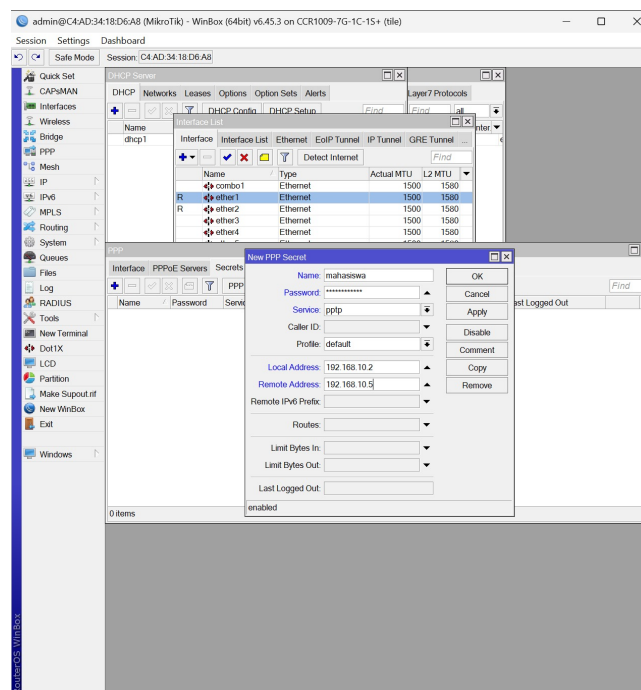 admin@C4:AD:34:18:D6:A8 (MikroTik) - WinBox (64bit) v6.45.3 on CCR1009-7G-1C-1S+ (tile)
Session Settings Dashboard
Safe Mode Session: C4:AD:34:18:D6:A8
Quick Set
CAPsMAN
Interfaces
Wireless
Bridge
PPP
Mesh
IP
IPv6
MPLS
Routing
System
Queues
Files
Log
RADIUS
Tools
New Terminal
Dot1X
LCD
Partition
Make Supout.rif
New WinBox
Exit
Windows
RouterOS WinBox
DHCP Server
DHCP Networks Leases Options Option Sets Alerts
DHCP Config DHCP Setup Find
Name
dhcp1
Layer7 Protocols
Find all
Interface List
Interface Interface List Ethernet EoIP Tunnel IP Tunnel GRE Tunnel ...
Detect Internet Find
Name Type Actual MTU L2 MTU
combo1 Ethernet 1500 1580
R ether1 Ethernet 1500 1580
R ether2 Ethernet 1500 1580
ether3 Ethernet 1500 1580
ether4 Ethernet 1500 1580
PPP
Interface PPPoE Servers Secrets
PPP Find
Name Password Last Logged Out
0 items
New PPP Secret
Name: mahasiswa
Password: ************
Service: pptp
Caller ID:
Profile: default
Local Address: 192.168.10.2
Remote Address: 192.168.10.5
Remote IPv6 Prefix:
Routes:
Limit Bytes In:
Limit Bytes Out:
Last Logged Out:
enabled
OK
Cancel
Apply
Disable
Comment
Copy
Remove